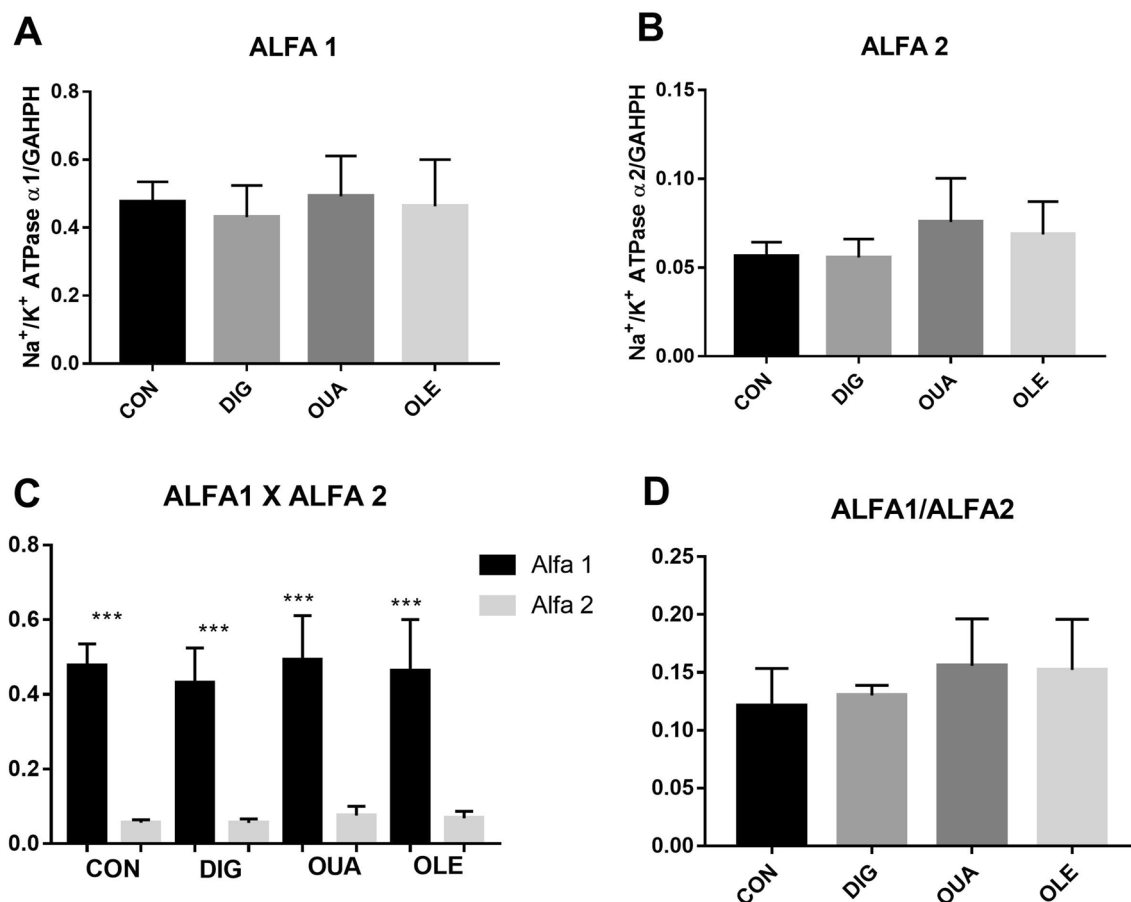 A
ALFA 1
Na+/K+ ATPase α1/GAHPH
0.8
0.6
0.4
0.2
0.0
CON
DIG
OUA
OLE
B
ALFA 2
Na+/K+ ATPase α2/GAHPH
0.15
0.10
0.05
0.00
CON
DIG
OUA
OLE
C
ALFA1 X ALFA 2
0.8
0.6
0.4
0.2
0.0
***
***
***
***
Alfa 1
Alfa 2
CON
DIG
OUA
OLE
D
ALFA1/ALFA2
0.25
0.20
0.15
0.10
0.05
0.00
CON
DIG
OUA
OLE